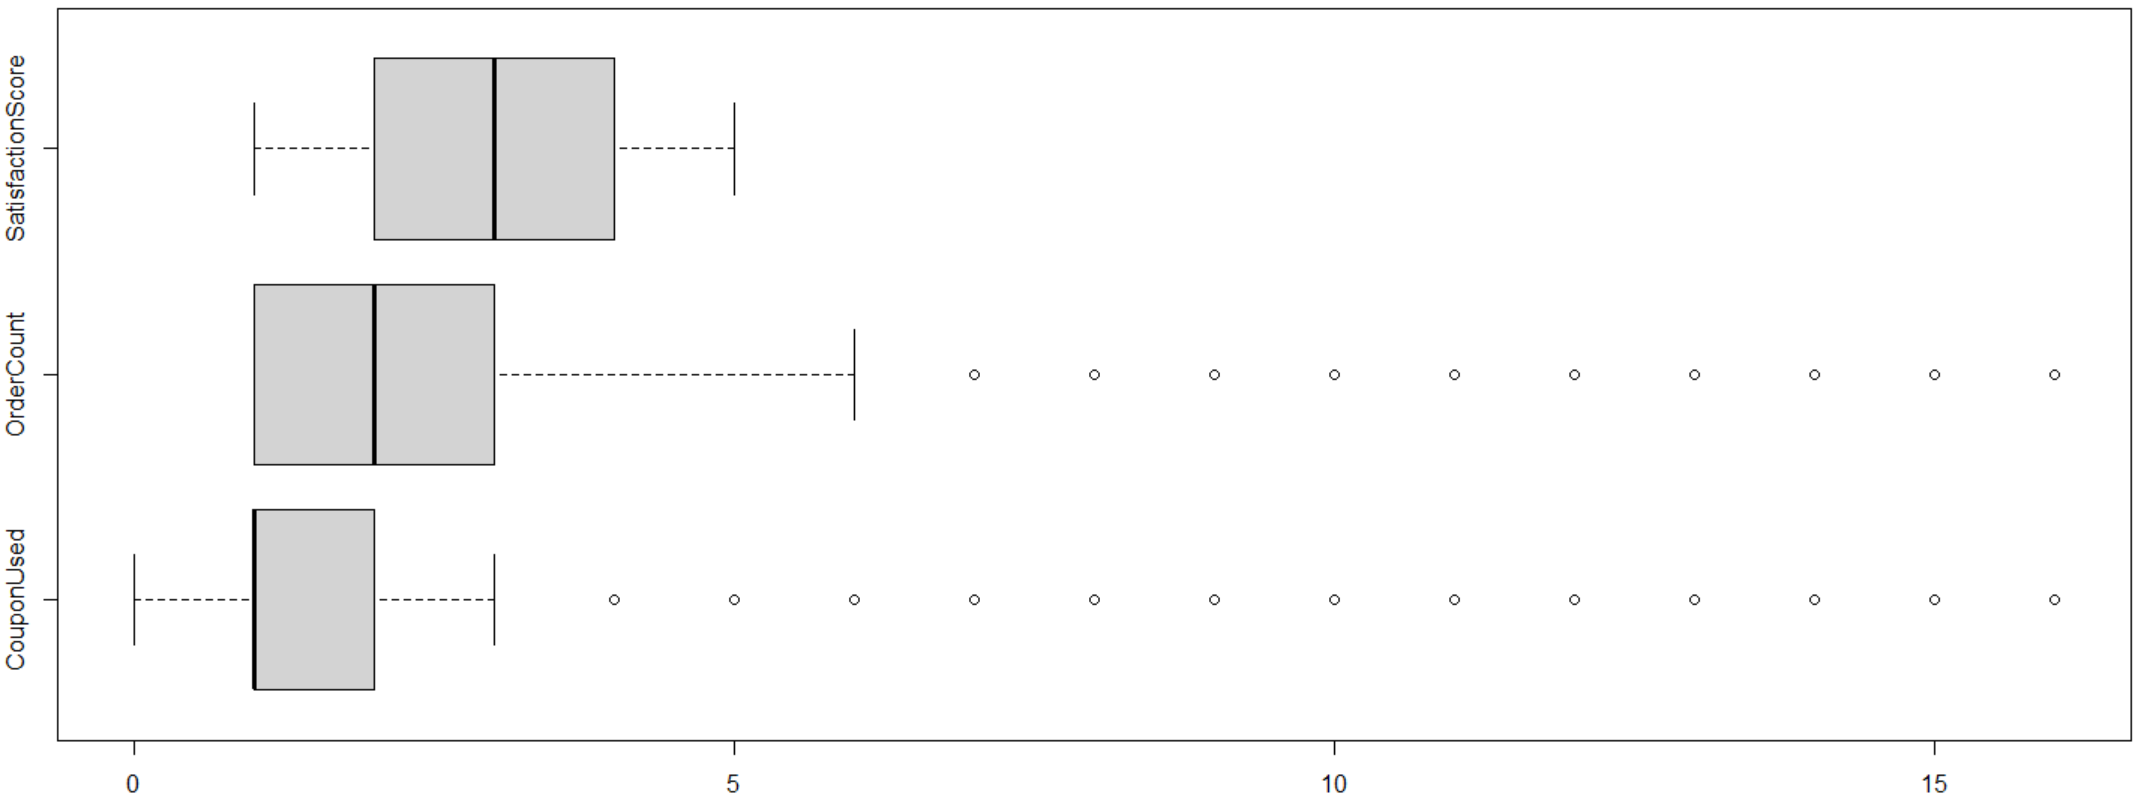 SatisfactionScore
OrderCount
CouponUsed
0 5 10 15